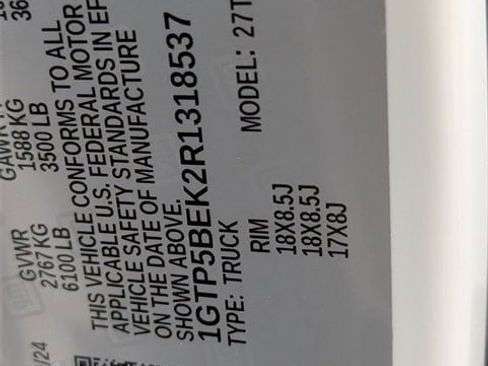 /24
GVWR GAWR
2767 KG 1588 KG
6100 LB 3500 LB
THIS VEHICLE CONFORMS TO ALL
APPLICABLE U.S. FEDERAL MOTOR
VEHICLE SAFETY STANDARDS IN EF
ON THE DATE OF MANUFACTURE
SHOWN ABOVE.
1GTP5BEK2R1318537
TYPE: TRUCK MODEL: 27T
RIM
18X8.5J
18X8.5J
17X8J